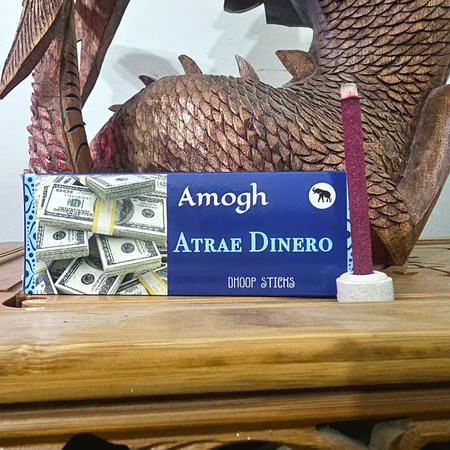 Amogh
ATRAE DINERO
DHOOP STICKS